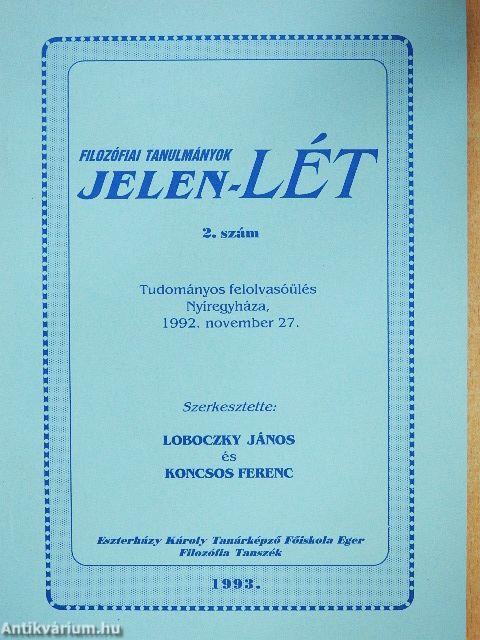 FILOZÓFIAI TANULMÁNYOK
JELEN-LÉT
2. szám
Tudományos felolvasóülés
Nyíregyháza,
1992. november 27.
Szerkesztette:
LOBOCZKY JÁNOS
és
KONCSOS FERENC
Eszterházy Károly Tanárképző Főiskola Eger
Filozófia Tanszék
1993.
Antikvárium.hu